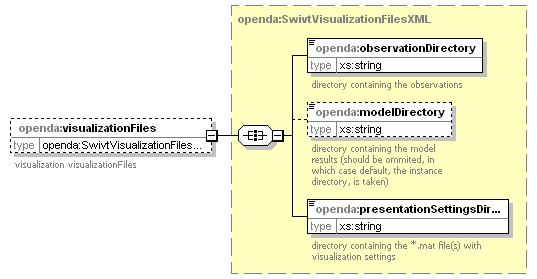 openda:SwivtVisualizationFilesXML
openda:observationDirectory
type xs:string
directory containing the observations
openda:modelDirectory
type xs:string
directory containing the model
results (should be ommited, in
which case default, the instance
directory, is taken)
openda:visualizationFiles
type openda:SwivtVisualizationFiles...
visualization visualizationFiles
openda:presentationSettingsDir...
type xs:string
directory containing the *.mat file(s) with
visualization settings